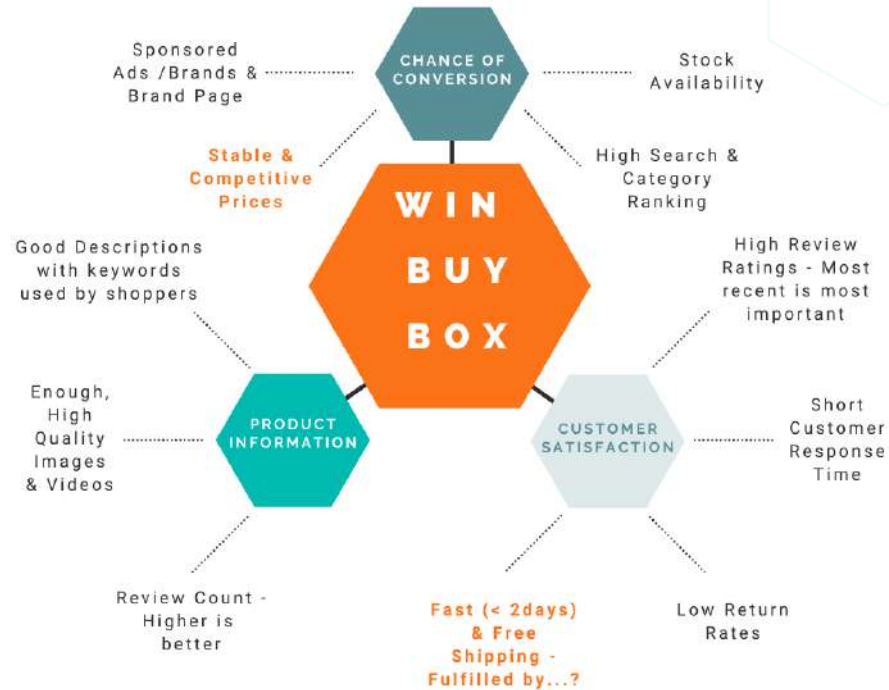 Sponsored
Ads /Brands &
Brand Page
CHANCE OF
CONVERSION
Stock
Availability
Stable &
Competitive
Prices
High Search &
Category
Ranking
WIN
BUY
BOX
Good Descriptions
with keywords
used by shoppers
High Review
Ratings - Most
recent is most
important
Enough,
High
Quality
Images
& Videos
PRODUCT
INFORMATION
CUSTOMER
SATISFACTION
Short
Customer
Response
Time
Review Count -
Higher is
better
Fast (< 2days)
& Free
Shipping -
Fulfilled by...?
Low Return
Rates